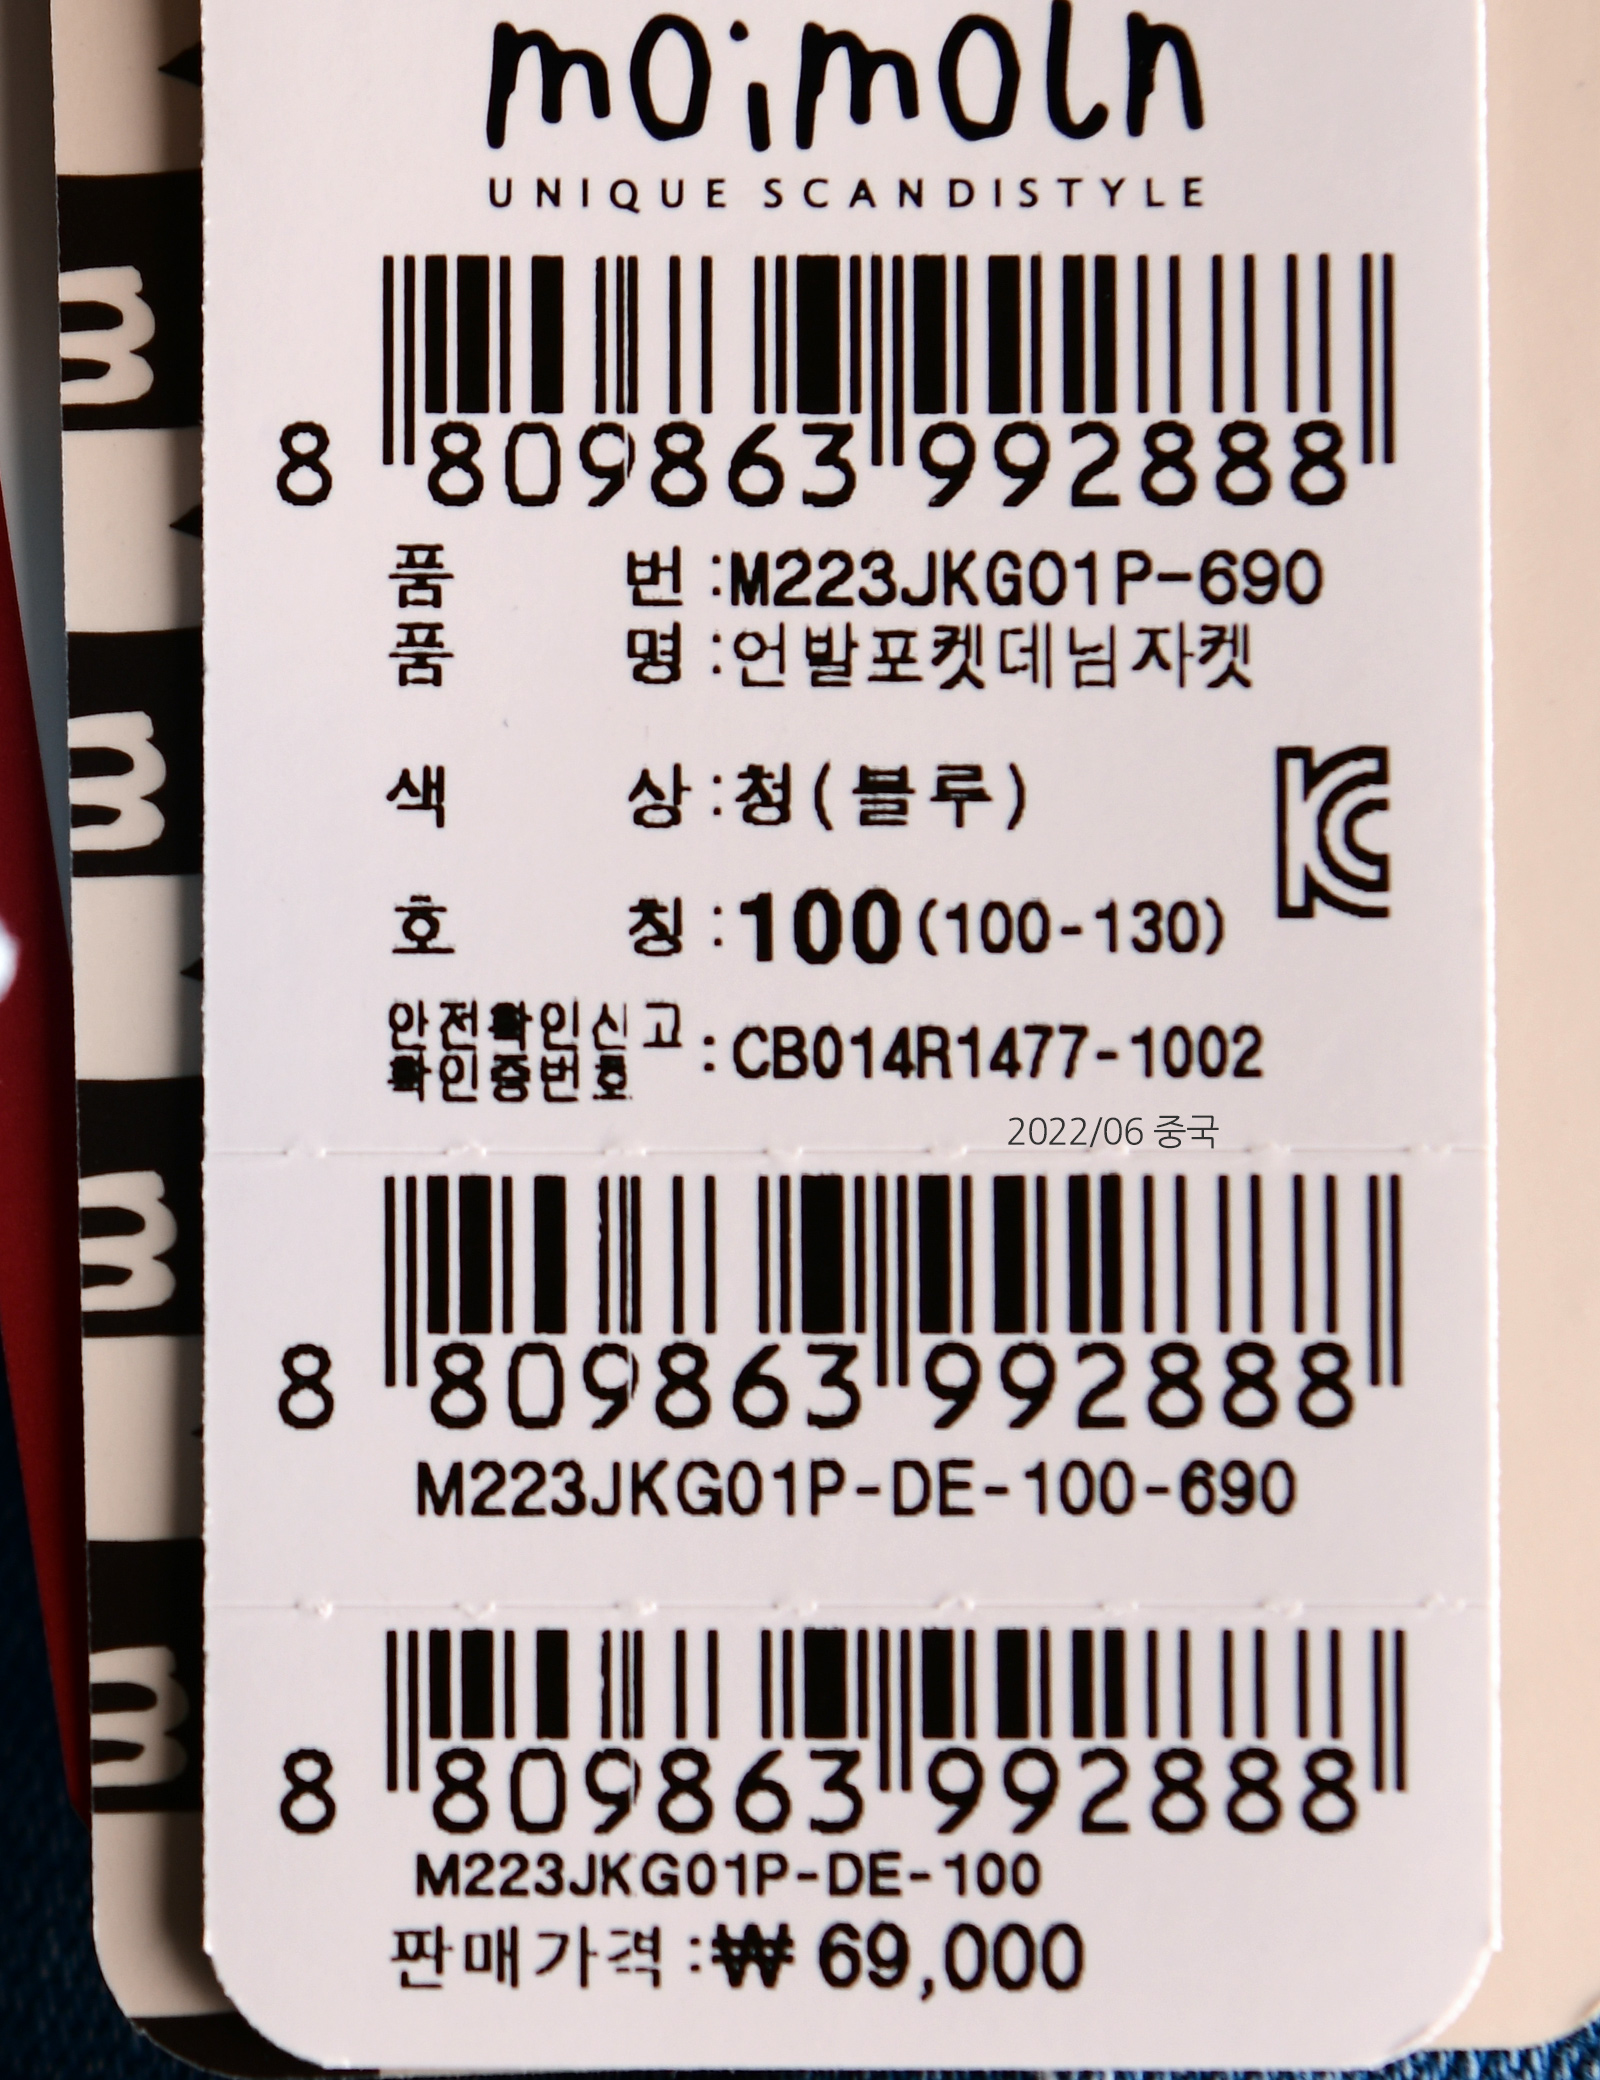 moimoln
UNIQUE SCANDISTYLE
8 809863 992888
품 번 :M223JKG01P-690
품 명 :언발포켓데님자켓
색 상 :청(블루)
호 칭 :100(100-130)
안전확인신고
확인증번호 :CB014R1477-1002
2022/06 중국
8 809863 992888
M223JKG01P-DE-100-690
8 809863 992888
M223JKG01P-DE-100
판매가격 :₩ 69,000